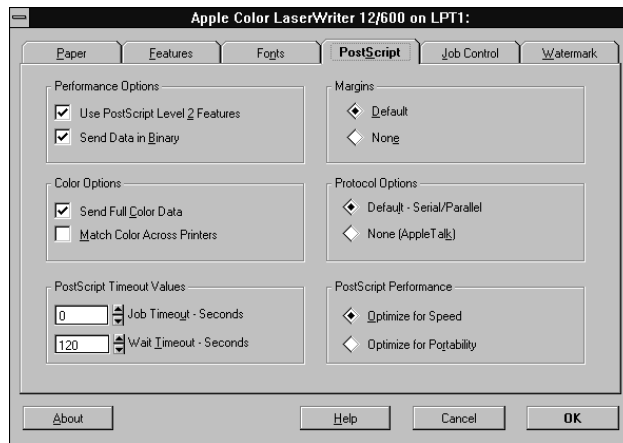 Apple Color LaserWriter 12/600 on LPT1:
Paper Features Fonts PostScript Job Control Watermark
Performance Options
Use PostScript Level 2 Features
Send Data in Binary
Margins
Default
None
Color Options
Send Full Color Data
Match Color Across Printers
Protocol Options
Default - Serial/Parallel
None (AppleTalk)
PostScript Timeout Values
0 Job Timeout - Seconds
120 Wait Timeout - Seconds
PostScript Performance
Optimize for Speed
Optimize for Portability
About Help Cancel OK